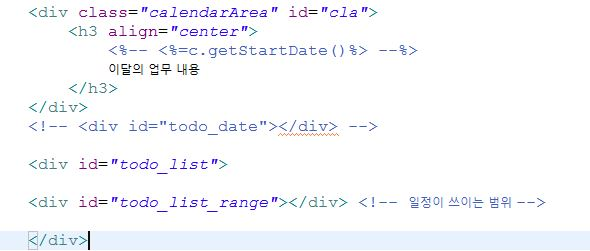 <div class="calendarArea" id="cla">
<h3 align="center">
<%-- <%=c.getStartDate()%> --%>
이달의 업무 내용
</h3>
</div>
<!-- <div id="todo_date"></div> -->
<div id="todo_list">
<div id="todo_list_range"></div> <!-- 일정이 쓰이는 범위 -->
</div>